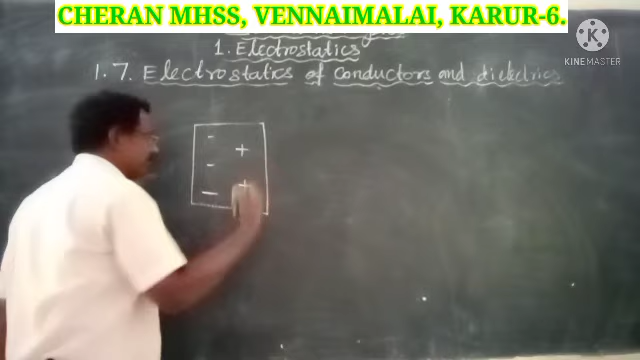 CHERAN MHSS, VENNAIMALAI, KARUR-6.
K
KINEMASTER
1. Electrostatics
1.7. Electrostatics of conductors and dielectrics
- +
-
- +